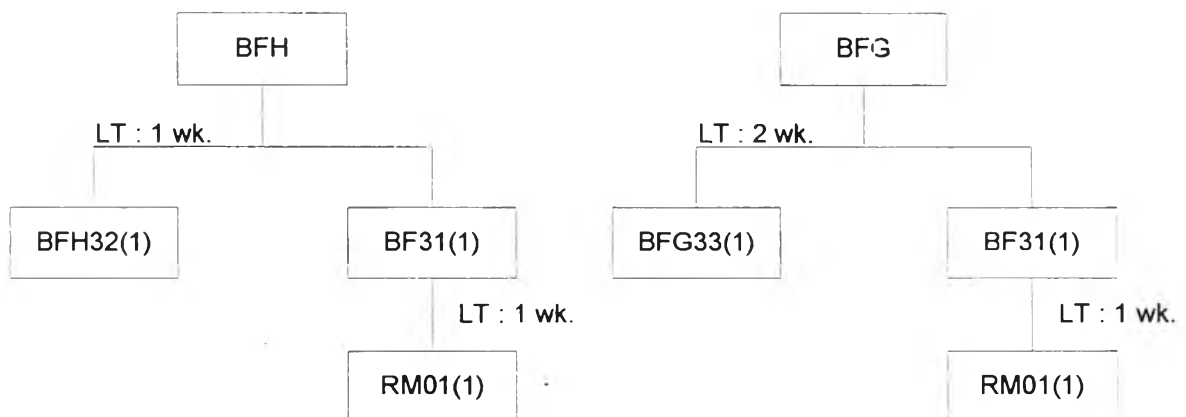 BFH
BFG
LT : 1 wk.
LT : 2 wk.
BFH32(1)
BF31(1)
BFG33(1)
BF31(1)
LT : 1 wk.
LT : 1 wk.
RM01(1)
RM01(1)